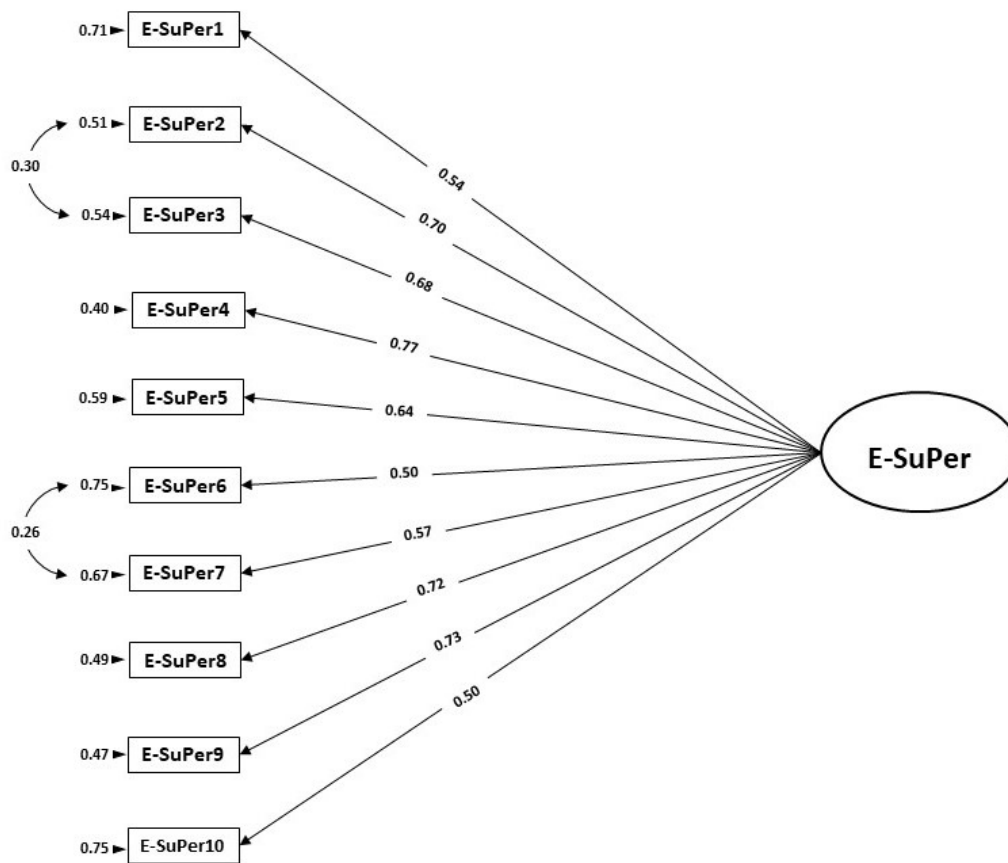 0.71 E-SuPer1
0.51 E-SuPer2
0.30
0.54 E-SuPer3
0.40 E-SuPer4
0.59 E-SuPer5
0.75 E-SuPer6
0.26
0.67 E-SuPer7
0.49 E-SuPer8
0.47 E-SuPer9
0.75 E-SuPer10
0.54
0.70
0.68
0.77
0.64
0.50
0.57
0.72
0.73
0.50
E-SuPer